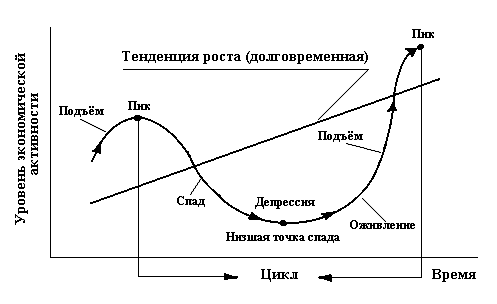 Пик
Тенденция роста (долговременная)
Подъём
Пик
Подъём
Спад
Депрессия
Низшая точка спада
Оживление
Уровень экономической
активности
Цикл
Время